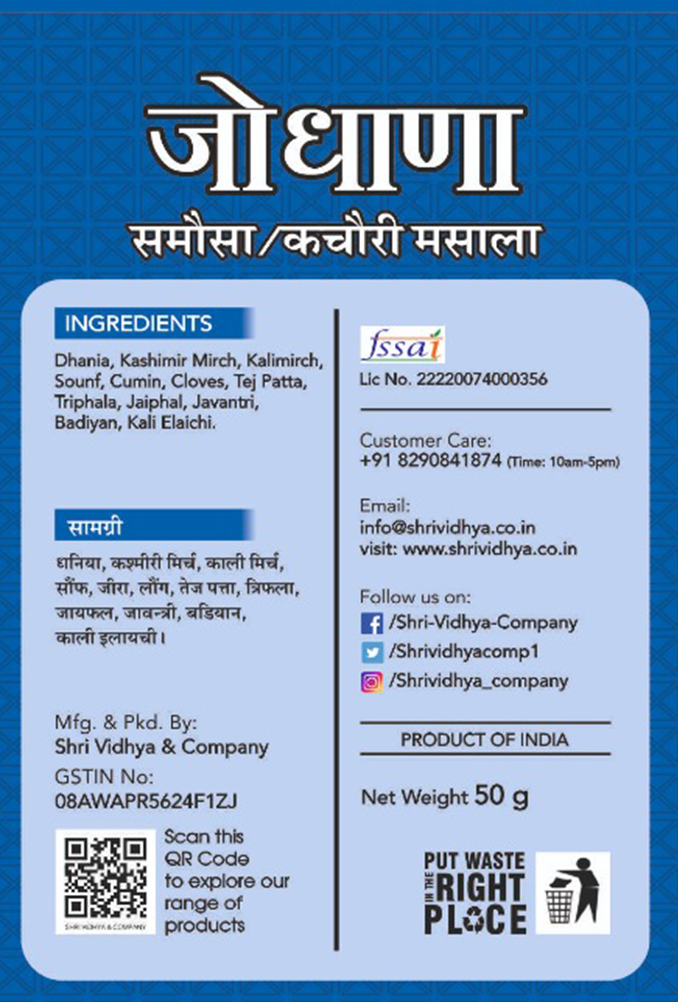 जोधाणा
समौसा/कचौरी मसाला
INGREDIENTS
Dhania, Kashimir Mirch, Kalimirch,
Sounf, Cumin, Cloves, Tej Patta,
Triphala, Jaiphal, Javantri,
Badiyan, Kali Elaichi.
सामग्री
धनिया, कश्मीरी मिर्च, काली मिर्च,
सौंफ, जीरा, लौंग, तेज पत्ता, त्रिफला,
जायफल, जावन्त्री, बडियान,
काली इलायची।
Mfg. & Pkd. By:
Shri Vidhya & Company
GSTIN No:
08AWAPR5624F1ZJ
SHRI VIDHYA & COMPANY
Scan this
QR Code
to explore our
range of
products
fssai
Lic No. 22220074000356
Customer Care:
+91 8290841874 (Time: 10am-5pm)
Email:
info@shrividhya.co.in
visit: www.shrividhya.co.in
Follow us on:
/Shri-Vidhya-Company
/Shrividhyacomp1
/Shrividhya_company
PRODUCT OF INDIA
Net Weight 50 g
PUT WASTE
IN THE RIGHT
PLACE